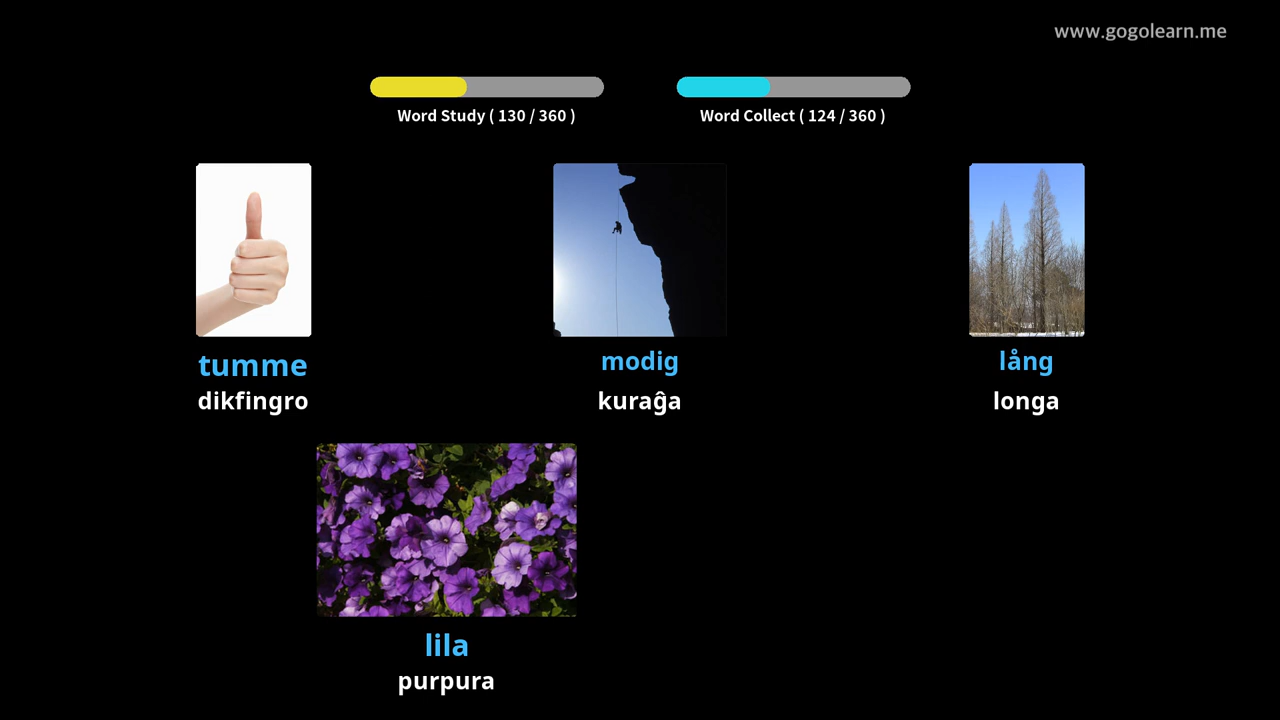 www.gogolearn.me
Word Study ( 130 / 360 )
Word Collect ( 124 / 360 )
tumme
dikfingro
modig
kuraĝa
lång
longa
lila
purpura